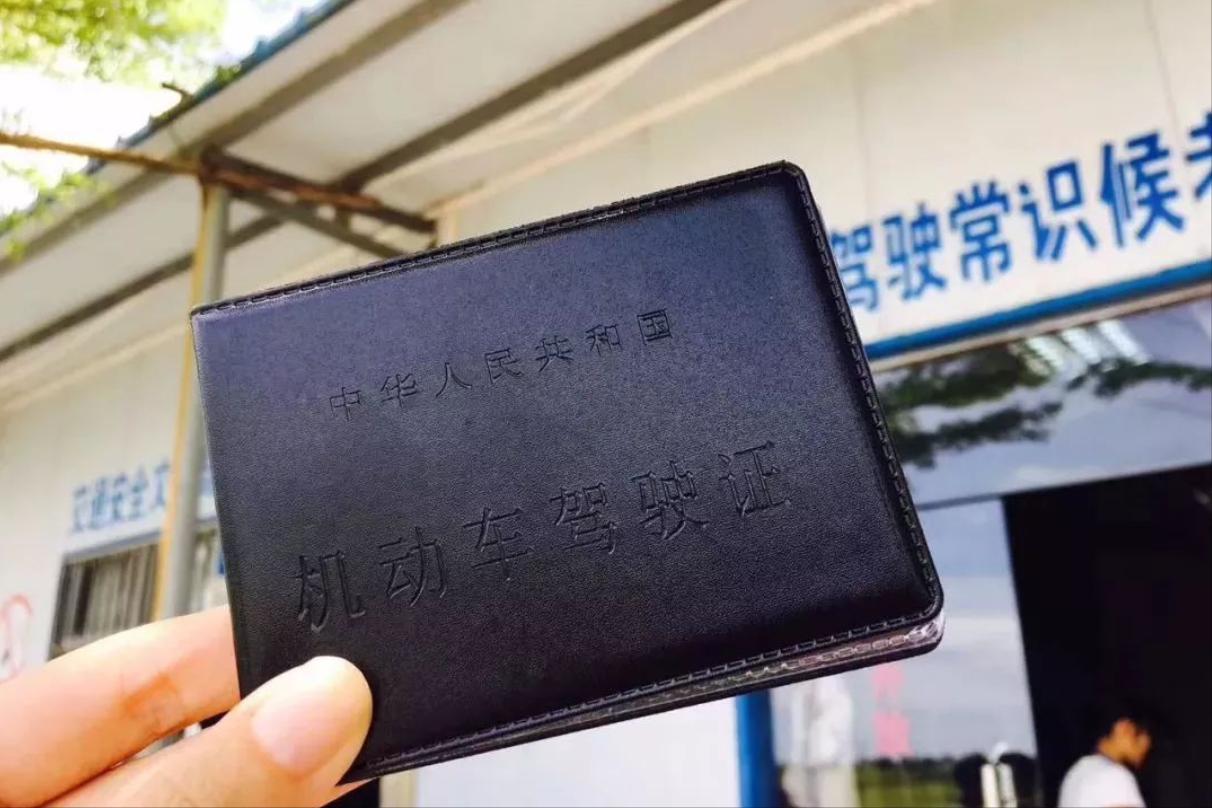 中华人民共和国
机动车驾驶证
驾驶常识候考
交通安全文